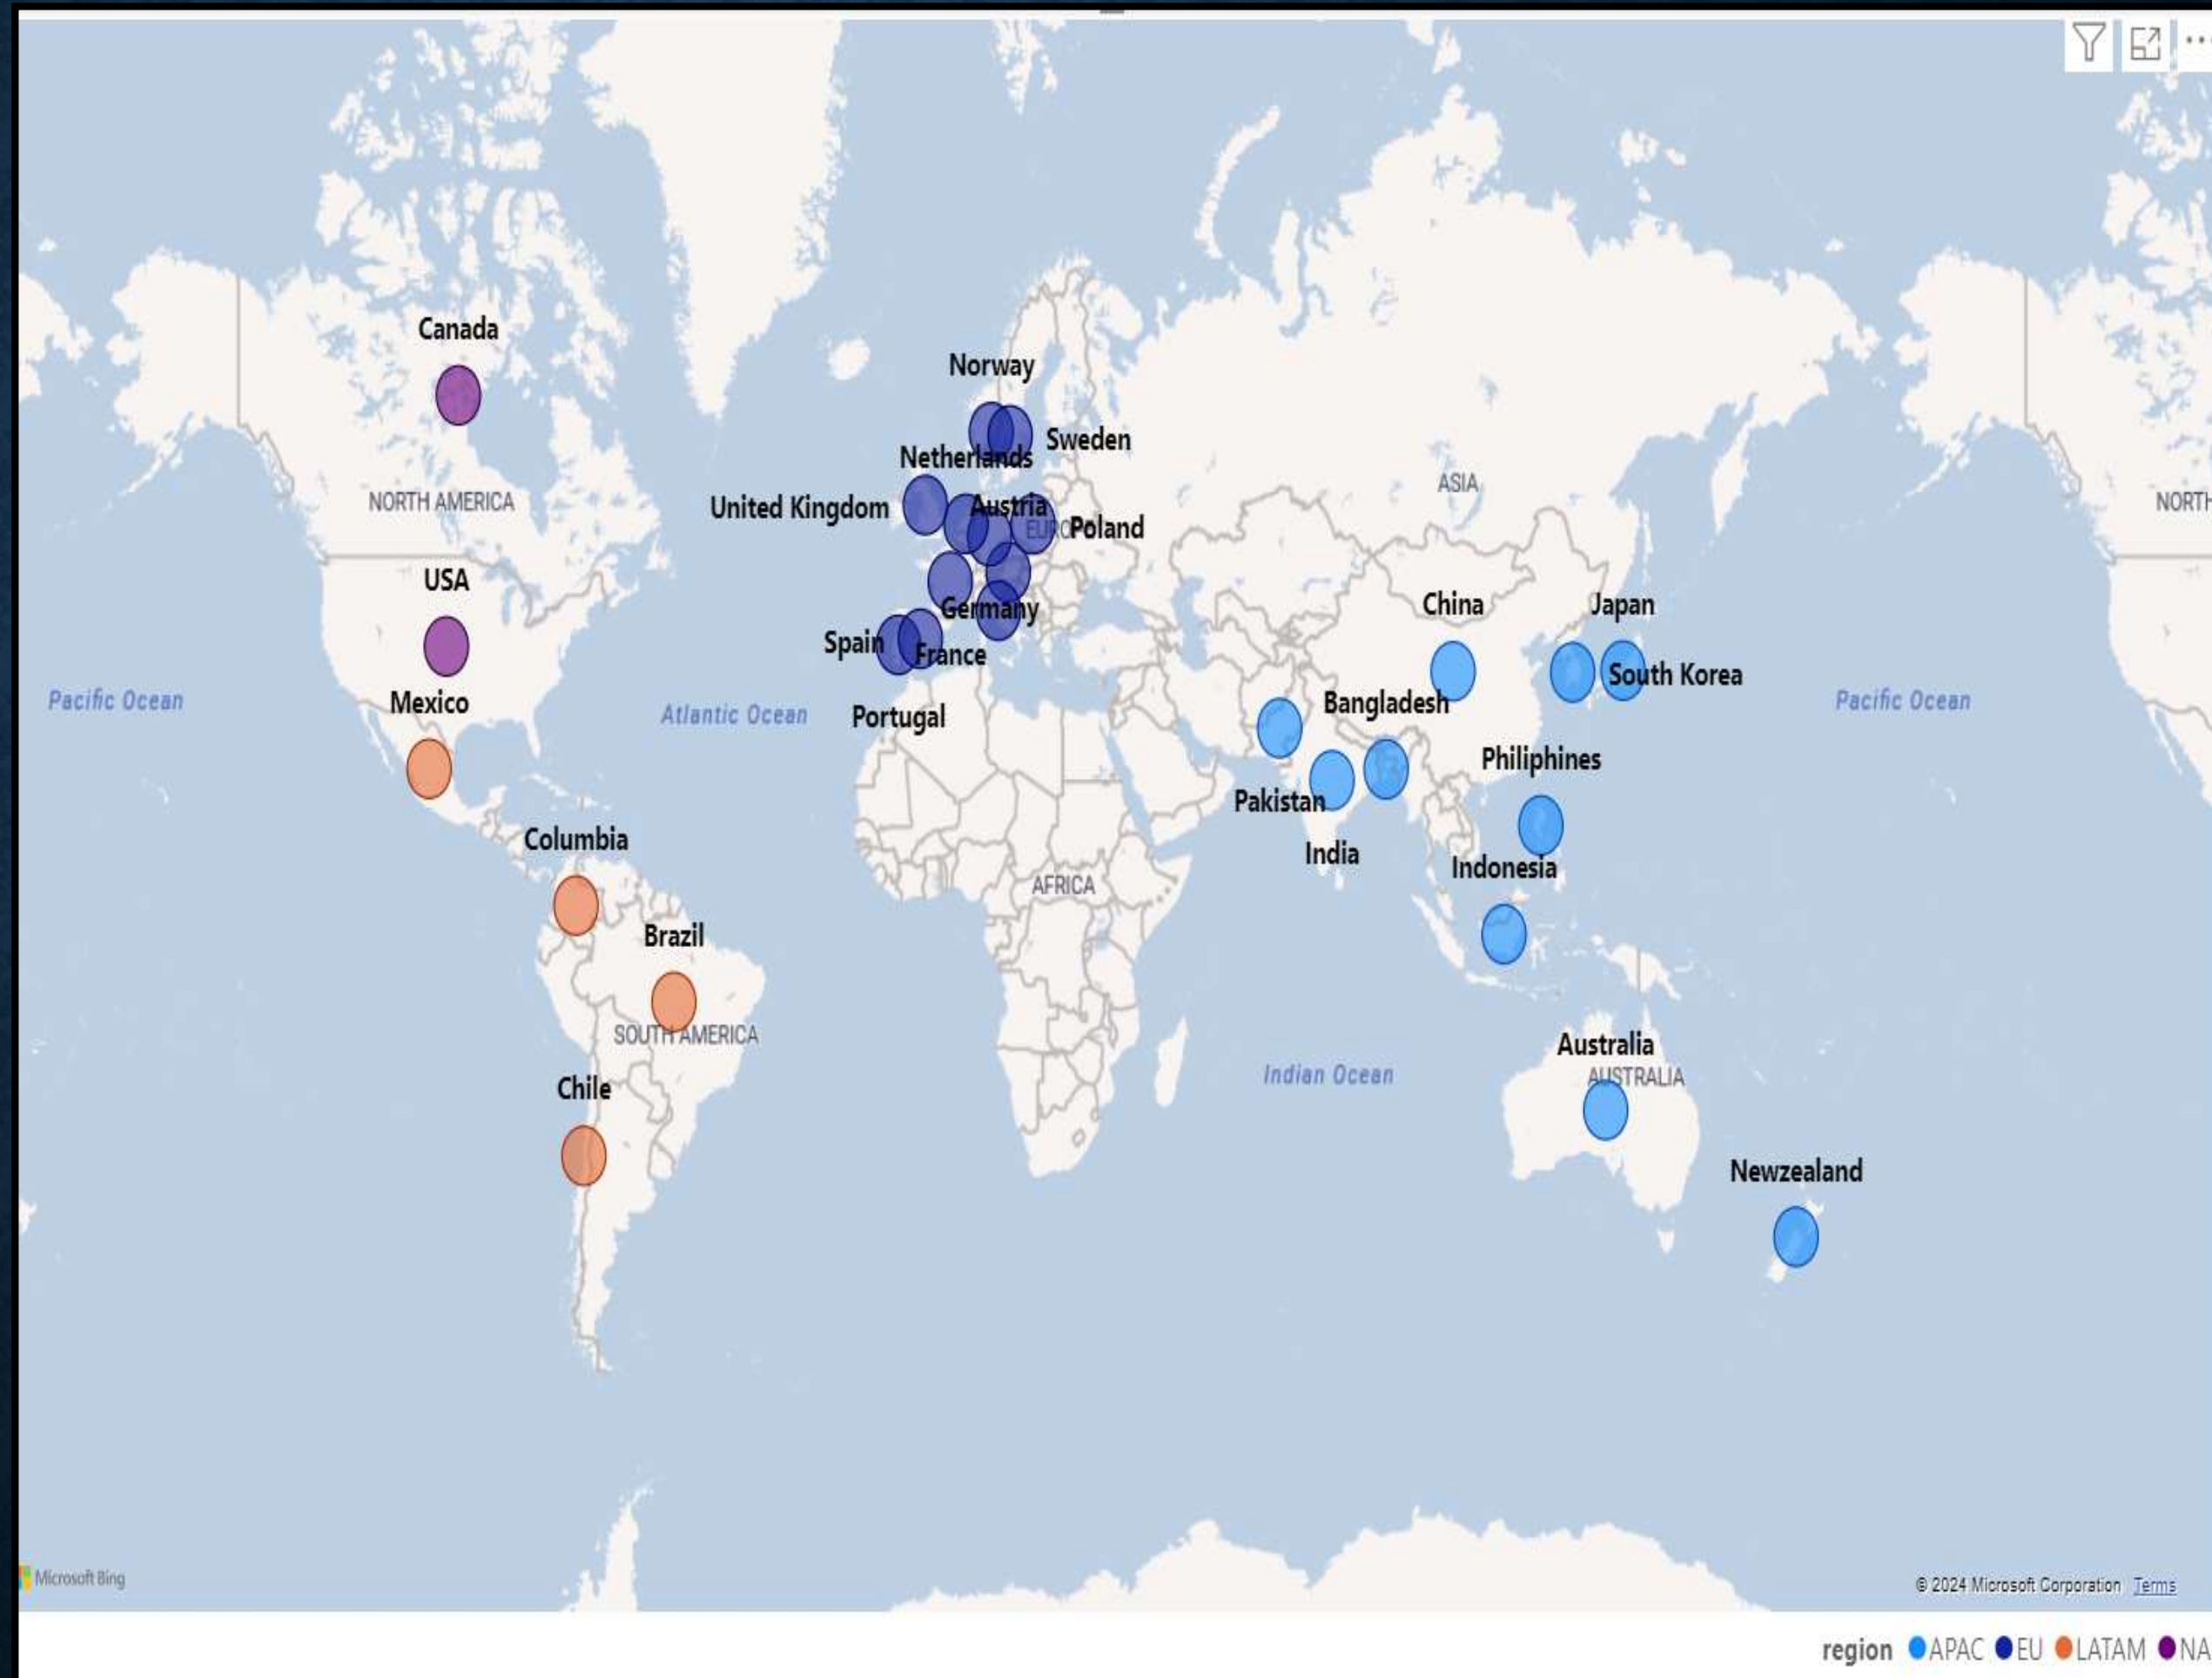 Canada
Norway
Sweden
Netherlands
NORTH AMERICA
United Kingdom
Austria
EUROPE
Poland
ASIA
NORTH
USA
Germany
China
Japan
Spain
France
South Korea
Pacific Ocean
Mexico
Atlantic Ocean
Portugal
Bangladesh
Pacific Ocean
Philiphines
Pakistan
Columbia
India
Indonesia
AFRICA
Brazil
SOUTH AMERICA
Australia
AUSTRALIA
Indian Ocean
Chile
Newzealand
Microsoft Bing
© 2024 Microsoft Corporation Terms
region APAC EU LATAM NA